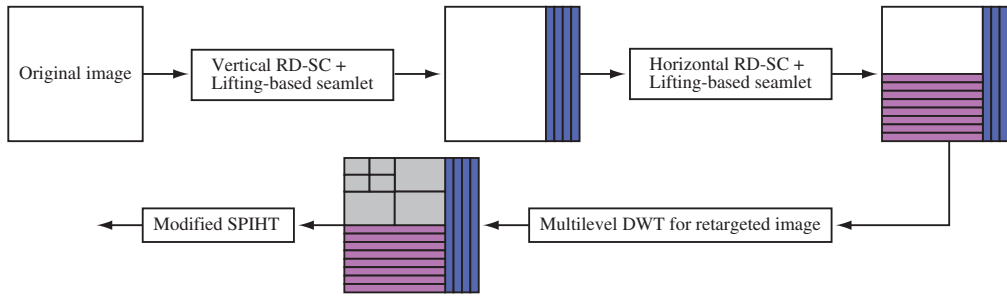 Original image
Vertical RD-SC +
Lifting-based seamlet
Horizontal RD-SC +
Lifting-based seamlet
Modified SPIHT
Multilevel DWT for retargeted image